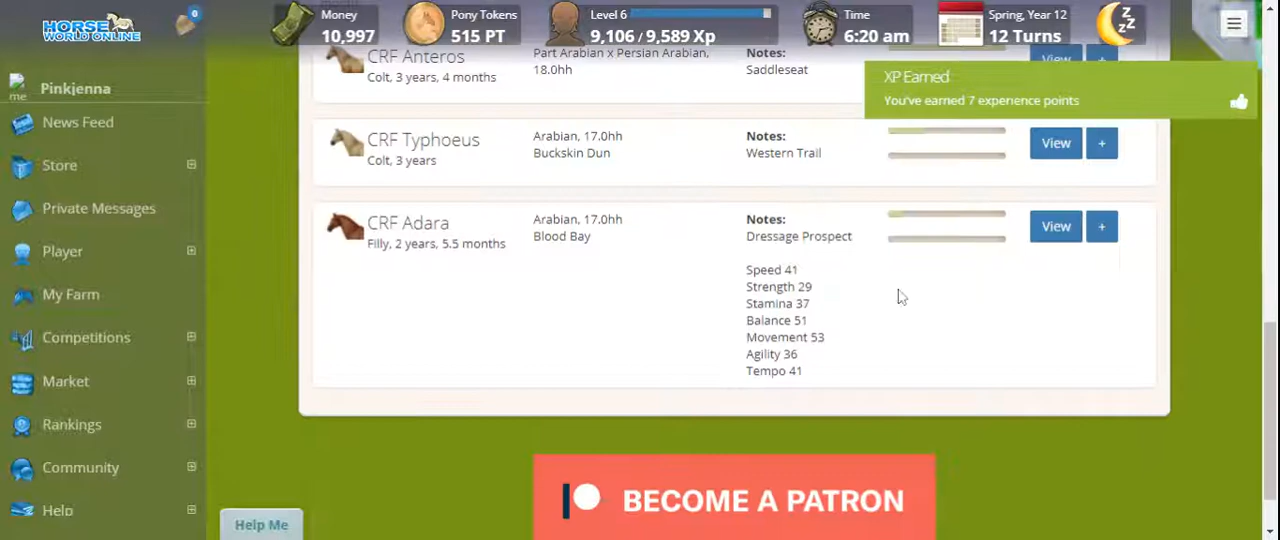 HORSE
WORLD ONLINE
0
Money
10,997
Pony Tokens
515 PT
Level 6
9,106 / 9,589 Xp
Time
6:20 am
Spring, Year 12
12 Turns
Z Z Z
me
Pinkjenna
News Feed
Store
Private Messages
Player
My Farm
Competitions
Market
Rankings
Community
Help
CRF Anteros
Colt, 3 years, 4 months
Part Arabian x Persian Arabian,
18.0hh
Notes:
Saddleseat
View
+
XP Earned
You've earned 7 experience points
CRF Typhoeus
Colt, 3 years
Arabian, 17.0hh
Buckskin Dun
Notes:
Western Trail
View
+
CRF Adara
Filly, 2 years, 5.5 months
Arabian, 17.0hh
Blood Bay
Notes:
Dressage Prospect
Speed 41
Strength 29
Stamina 37
Balance 51
Movement 53
Agility 36
Tempo 41
View
+
BECOME A PATRON
Help Me